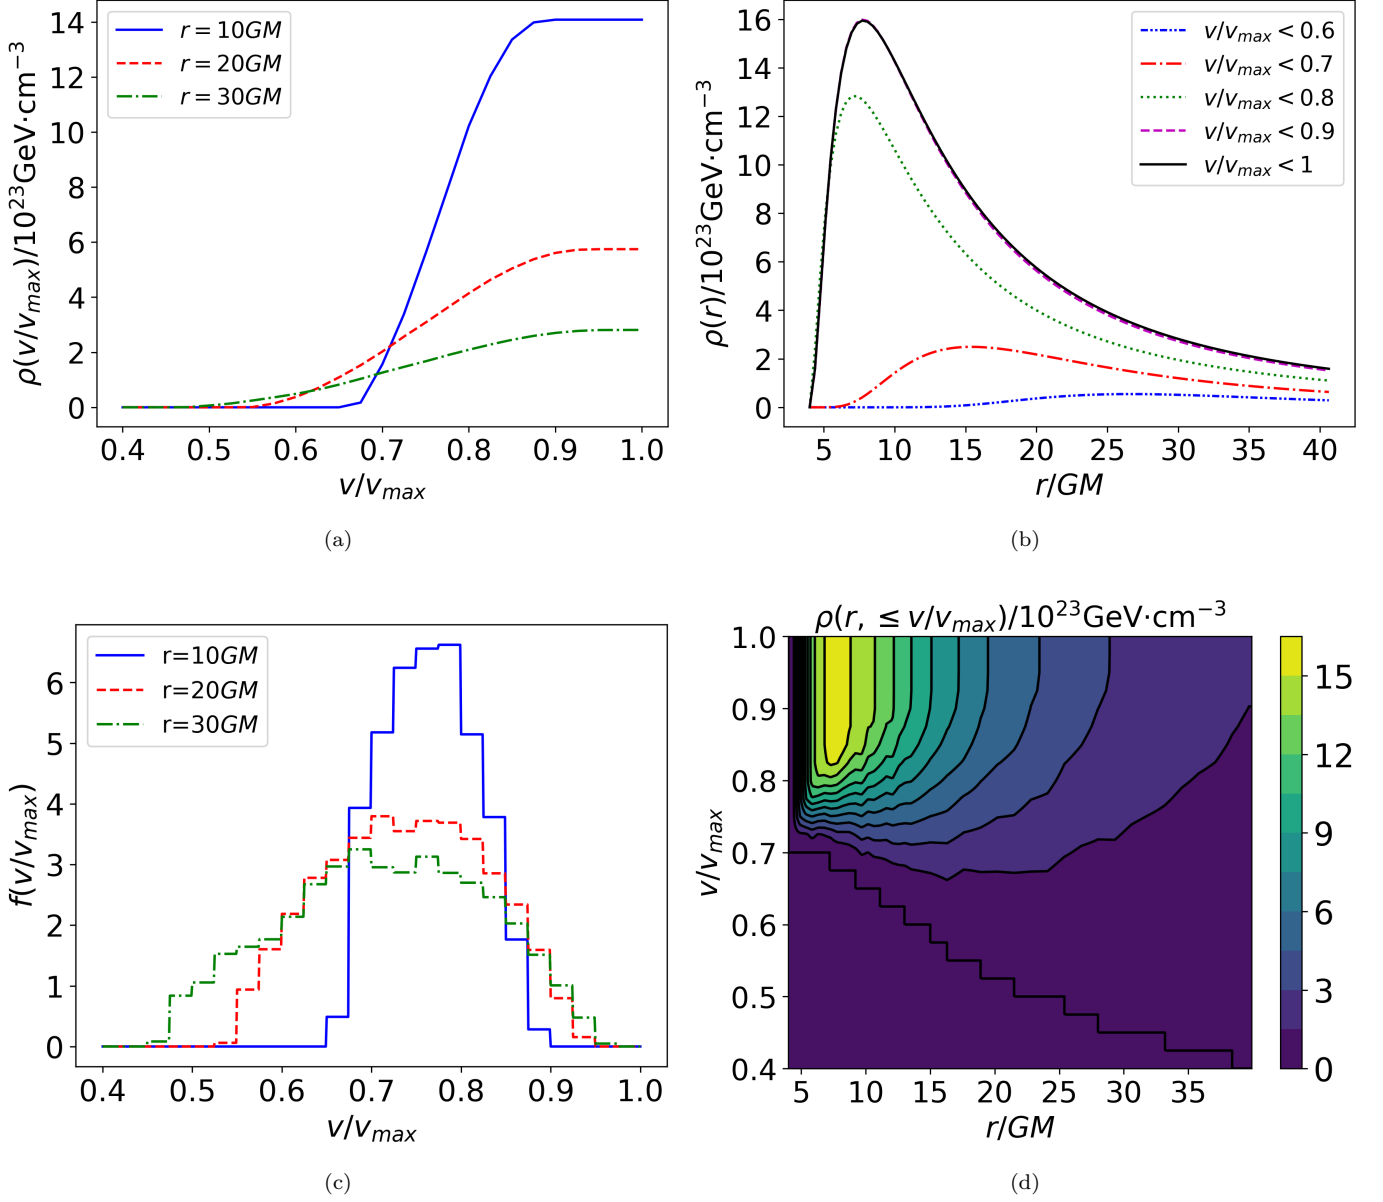 ρ(v/v_max)/10²³GeV·cm⁻³
14
12
10
8
6
4
2
0
r = 10GM
r = 20GM
r = 30GM
0.4 0.5 0.6 0.7 0.8 0.9 1.0
v/v_max
(a)
ρ(r)/10²³GeV·cm⁻³
16
14
12
10
8
6
4
2
0
v/v_max < 0.6
v/v_max < 0.7
v/v_max < 0.8
v/v_max < 0.9
v/v_max < 1
5 10 15 20 25 30 35 40
r/GM
(b)
f(v/v_max)
6
5
4
3
2
1
0
r=10GM
r=20GM
r=30GM
0.4 0.5 0.6 0.7 0.8 0.9 1.0
v/v_max
(c)
ρ(r, ≤ v/v_max)/10²³GeV·cm⁻³
v/v_max
1.0
0.9
0.8
0.7
0.6
0.5
0.4
5 10 15 20 25 30 35
r/GM
15
12
9
6
3
0
(d)